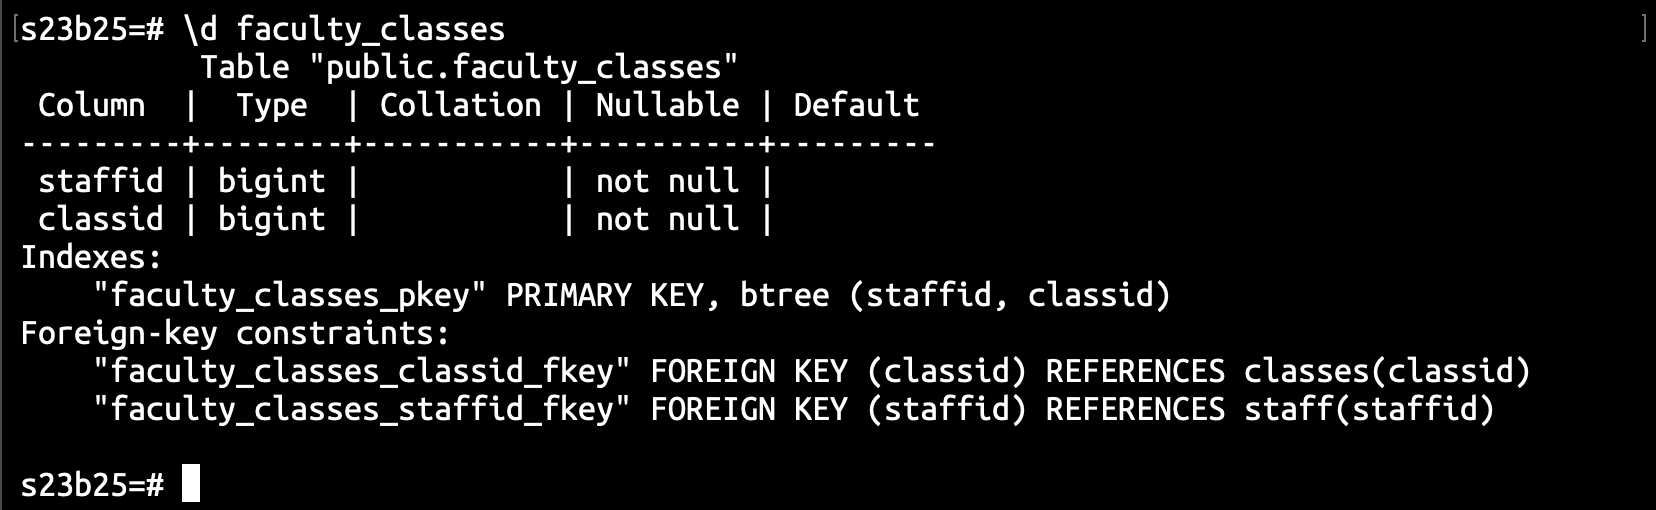 [s23b25=# \d faculty_classes ]
Table "public.faculty_classes"
Column | Type | Collation | Nullable | Default
---------+--------+-----------+----------+---------
staffid | bigint | | not null |
classid | bigint | | not null |
Indexes:
"faculty_classes_pkey" PRIMARY KEY, btree (staffid, classid)
Foreign-key constraints:
"faculty_classes_classid_fkey" FOREIGN KEY (classid) REFERENCES classes(classid)
"faculty_classes_staffid_fkey" FOREIGN KEY (staffid) REFERENCES staff(staffid)
s23b25=#